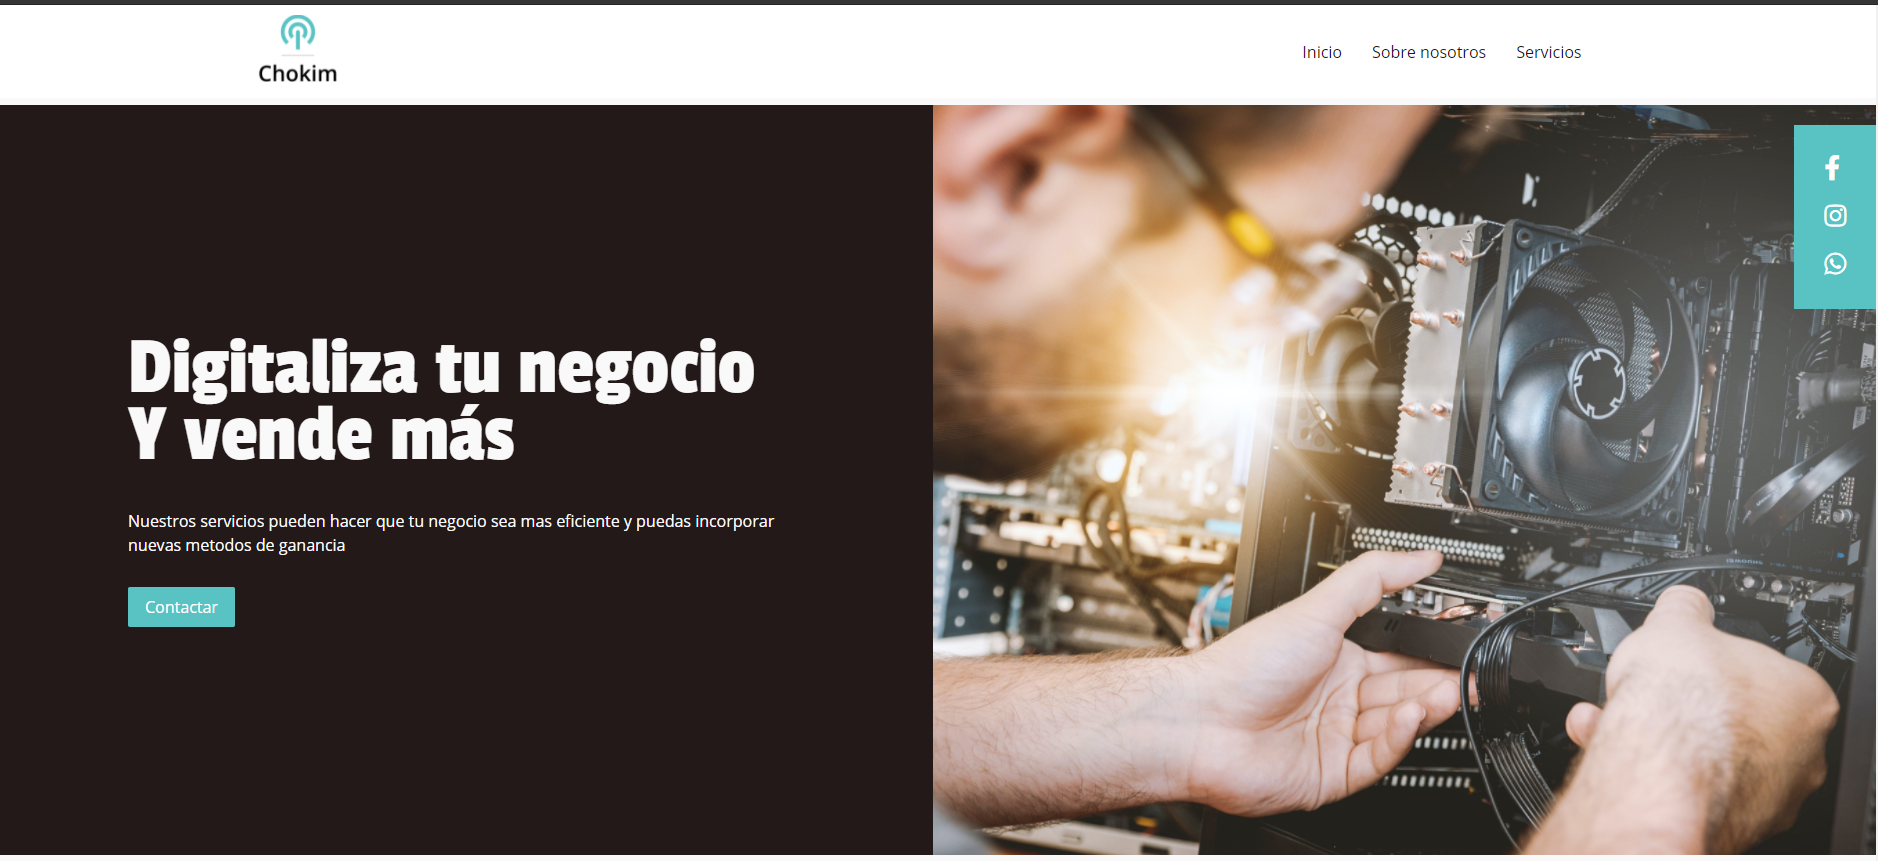 Chokim
Inicio
Sobre nosotros
Servicios
Digitaliza tu negocio
Y vende más
Nuestros servicios pueden hacer que tu negocio sea mas eficiente y puedas incorporar
nuevas metodos de ganancia
Contactar